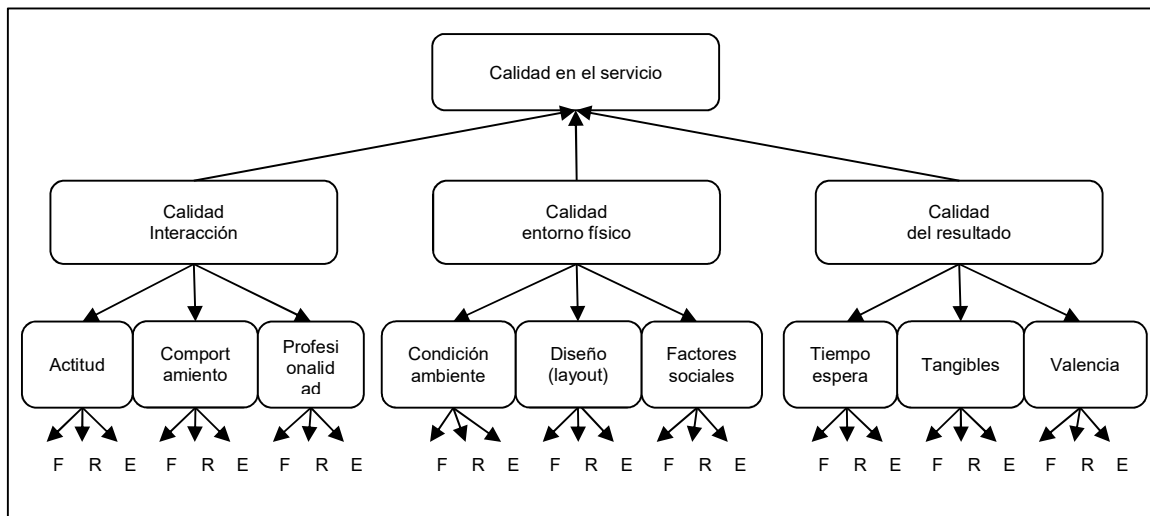 Calidad en el servicio
Calidad
Interacción
Calidad
entorno físico
Calidad
del resultado
Actitud
Comport
amiento
Profesi
onalid
ad
Condición
ambiente
Diseño
(layout)
Factores
sociales
Tiempo
espera
Tangibles
Valencia
F R E F R E F R E F R E F R E F R E F R E F R E F R E